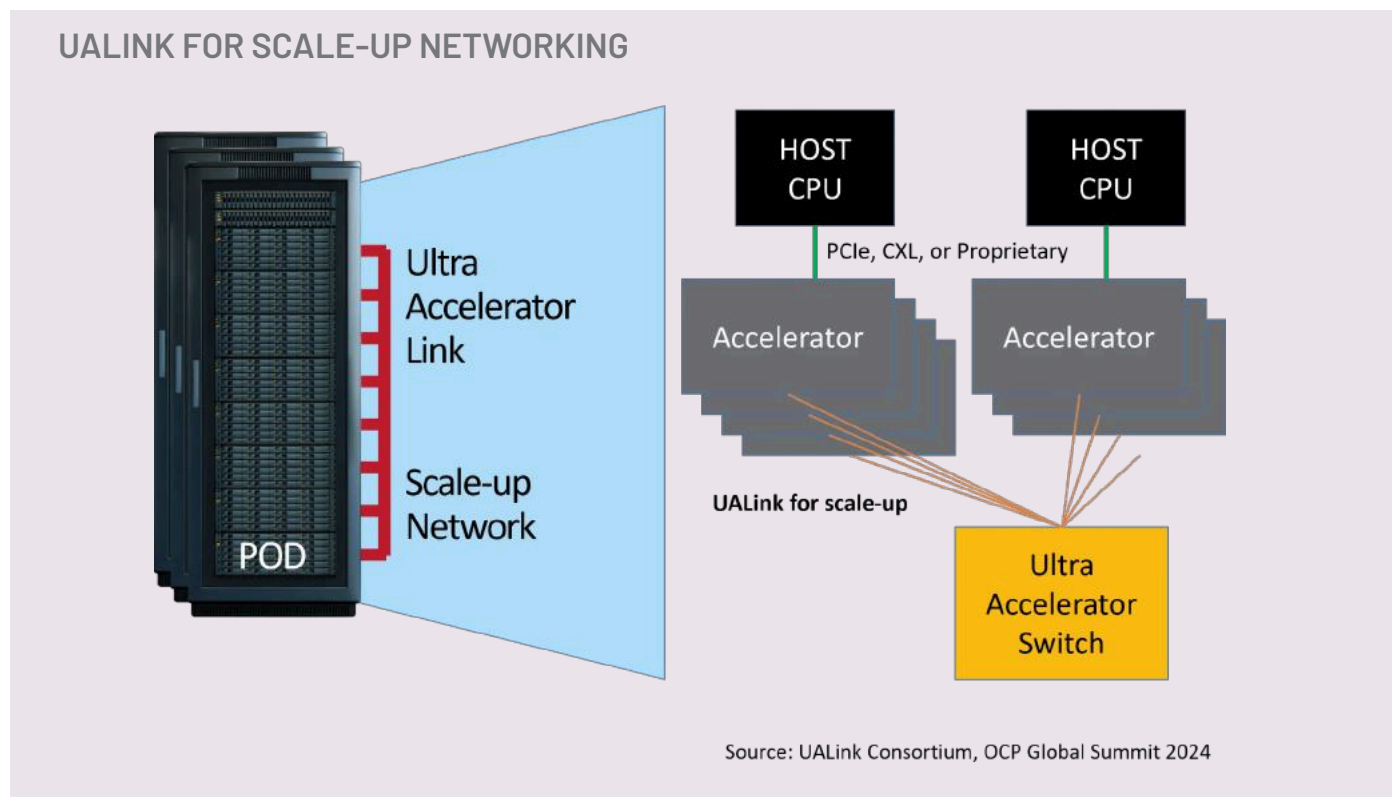 UALINK FOR SCALE-UP NETWORKING
POD
Ultra
Accelerator
Link
Scale-up
Network
HOST
CPU
HOST
CPU
PCIe, CXL, or Proprietary
Accelerator
Accelerator
UALink for scale-up
Ultra
Accelerator
Switch
Source: UALink Consortium, OCP Global Summit 2024